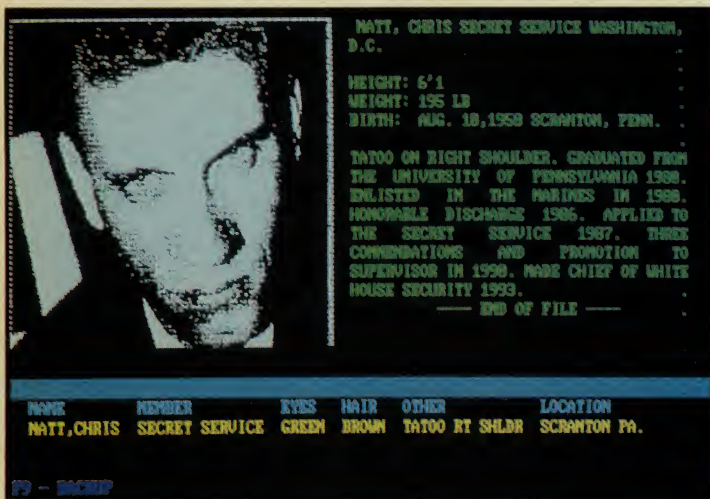 MATT, CHRIS SECRET SERVICE WASHINGTON,
D.C.
HEIGHT: 6'1
WEIGHT: 195 LB
BIRTH: AUG. 18,1958 SCRANTON, PENN.
TATOO ON RIGHT SHOULDER. GRADUATED FROM
THE UNIVERSITY OF PENNSYLVANIA 1980.
ENLISTED IN THE MARINES IN 1980.
HONORABLE DISCHARGE 1986. APPLIED TO
THE SECRET SERVICE 1987. THREE
COMMENDATIONS AND PROMOTION TO
SUPERVISOR IN 1990. MADE CHIEF OF WHITE
HOUSE SECURITY 1993.
---- END OF FILE ----
NAME MEMBER EYES HAIR OTHER LOCATION
MATT,CHRIS SECRET SERVICE GREEN BROWN TATOO RT SHLDR SCRANTON PA.
F9 - BACKUP